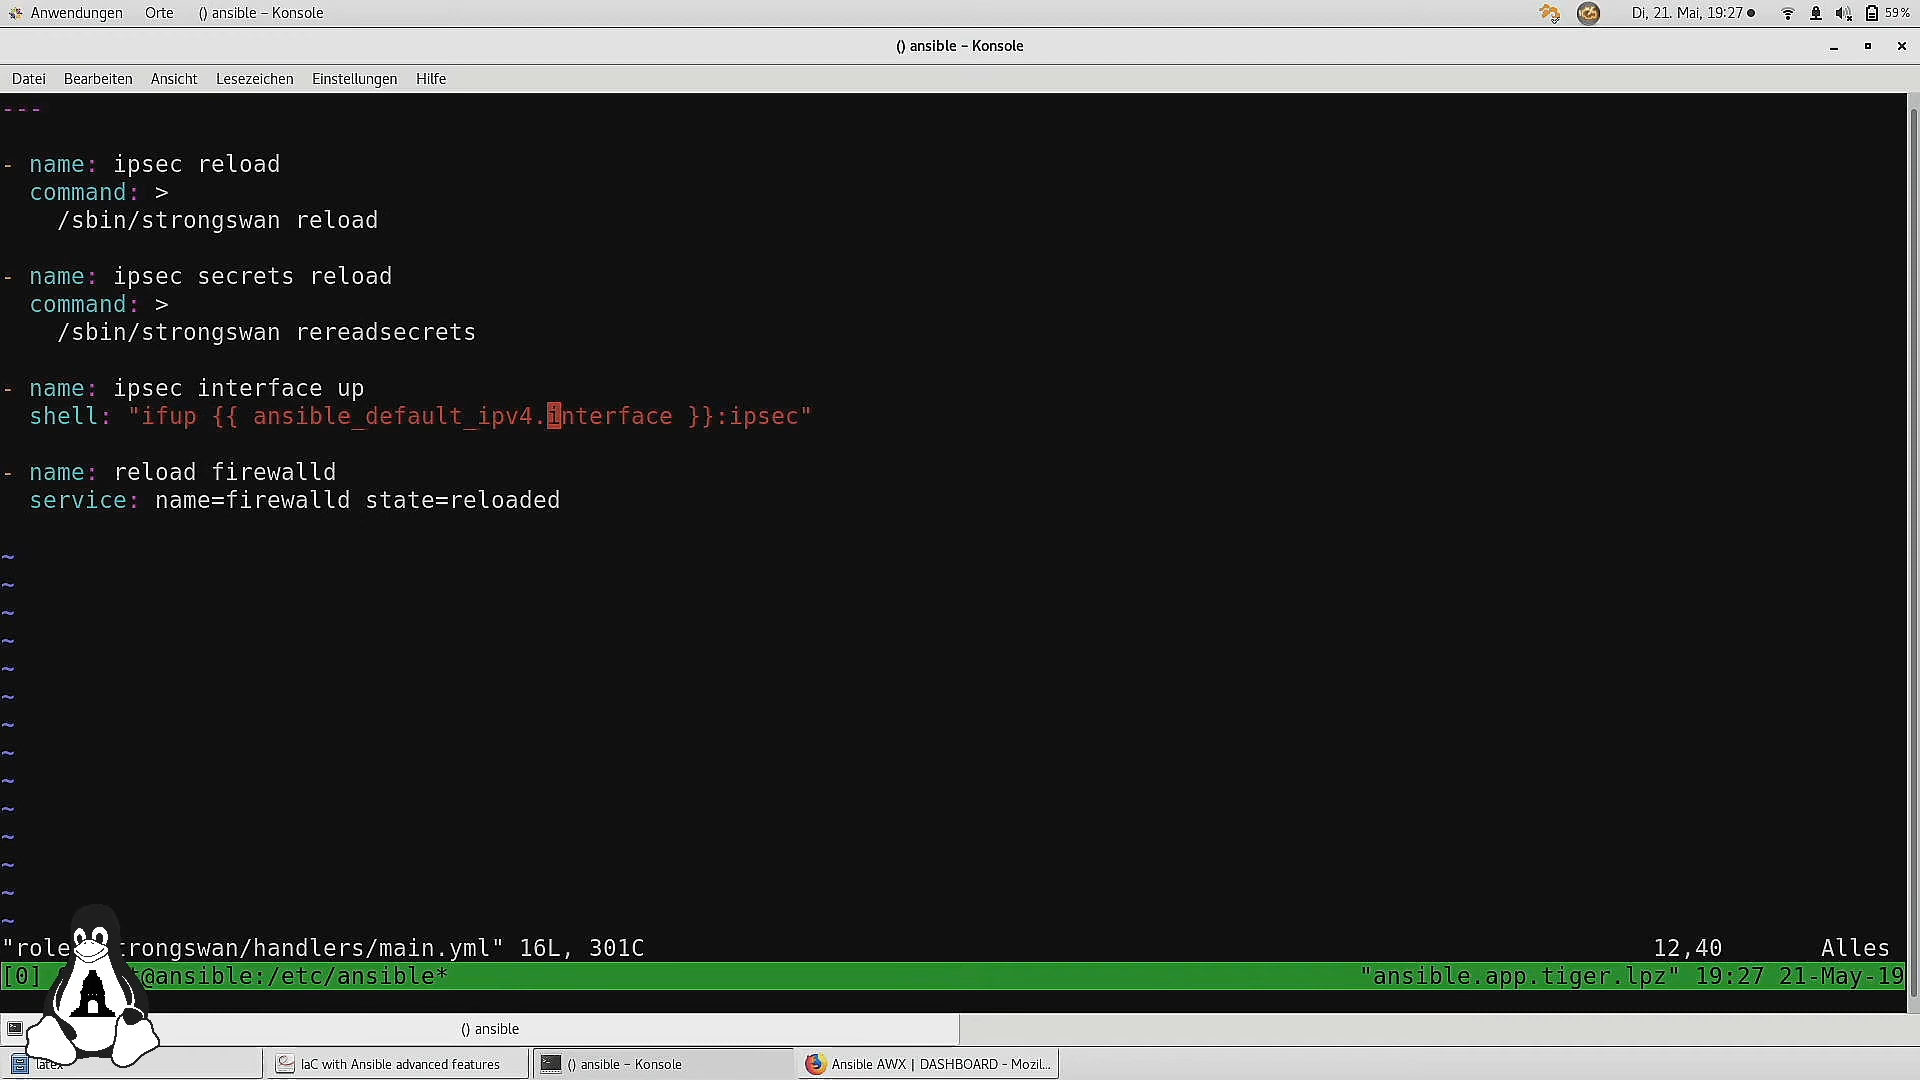 Anwendungen Orte () ansible – Konsole Di, 21. Mai, 19:27 59%
() ansible – Konsole
Datei Bearbeiten Ansicht Lesezeichen Einstellungen Hilfe
---
- name: ipsec reload
command: >
/sbin/strongswan reload
- name: ipsec secrets reload
command: >
/sbin/strongswan rereadsecrets
- name: ipsec interface up
shell: "ifup {{ ansible_default_ipv4.interface }}:ipsec"
- name: reload firewalld
service: name=firewalld state=reloaded
~
~
~
~
~
~
~
~
~
~
~
~
~
~
"role trongswan/handlers/main.yml" 16L, 301C 12,40 Alles
[0] t@ansible:/etc/ansible* "ansible.app.tiger.lpz" 19:27 21-May-19
() ansible
latex IaC with Ansible advanced features () ansible – Konsole Ansible AWX | DASHBOARD - Mozil...